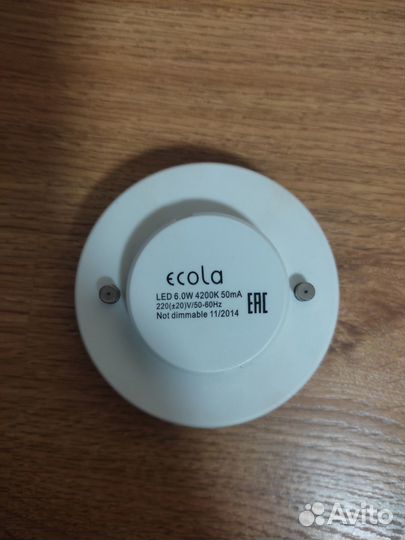 ecola
LED 6.0W 4200K 50mA
220(±20)V/50-60Hz
Not dimmable 11/2014
EAC
Avito